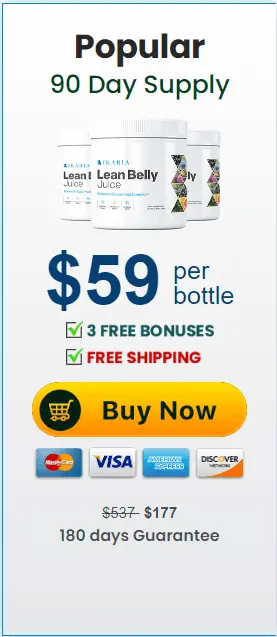 Popular
90 Day Supply
IKARIA
Lean Belly
Juice
$59 per
bottle
3 FREE BONUSES
FREE SHIPPING
Buy Now
MasterCard
VISA
AMERICAN
EXPRESS
DISCOVER
NETWORK
$537 $177
180 days Guarantee